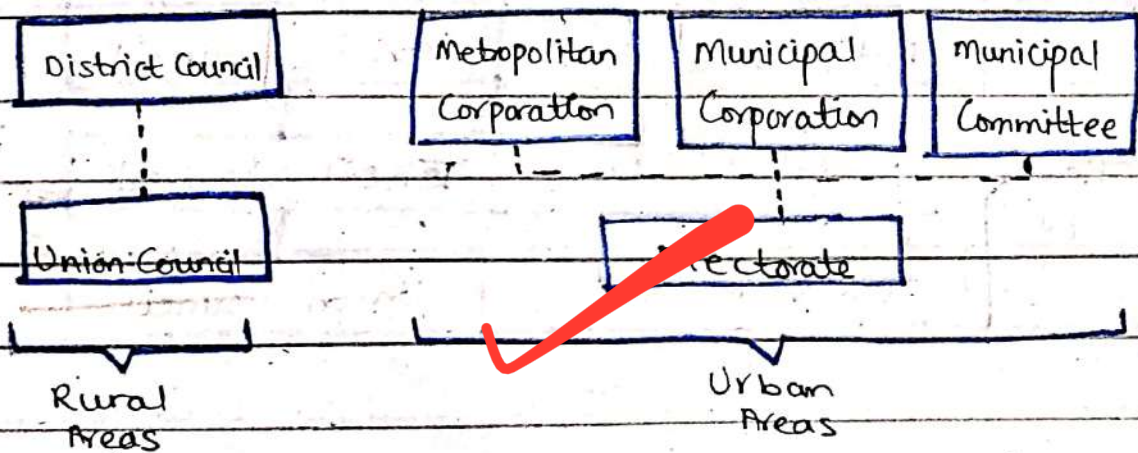 District Council
Metropolitan
Corporation
Municipal
Corporation
Municipal
Committee
Union Council
Rural
Areas
Urban
Areas